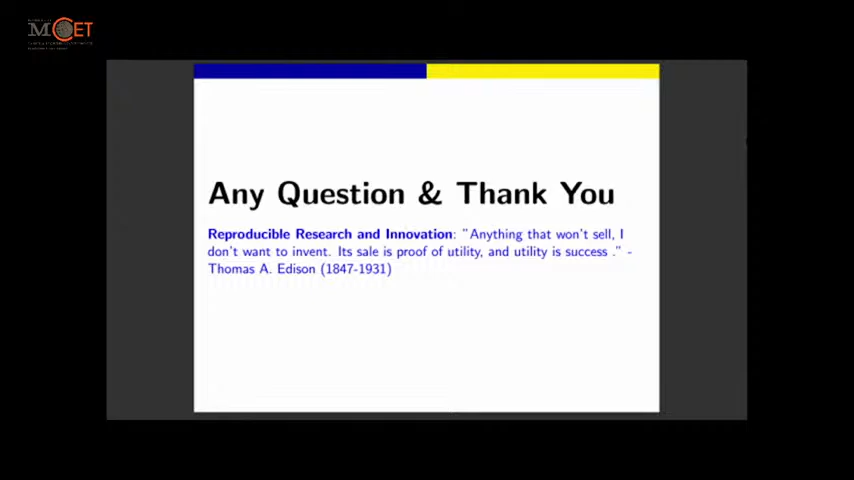 MCET
Any Question & Thank You
Reproducible Research and Innovation: "Anything that won't sell, I
don't want to invent. Its sale is proof of utility, and utility is success ." -
Thomas A. Edison (1847-1931)